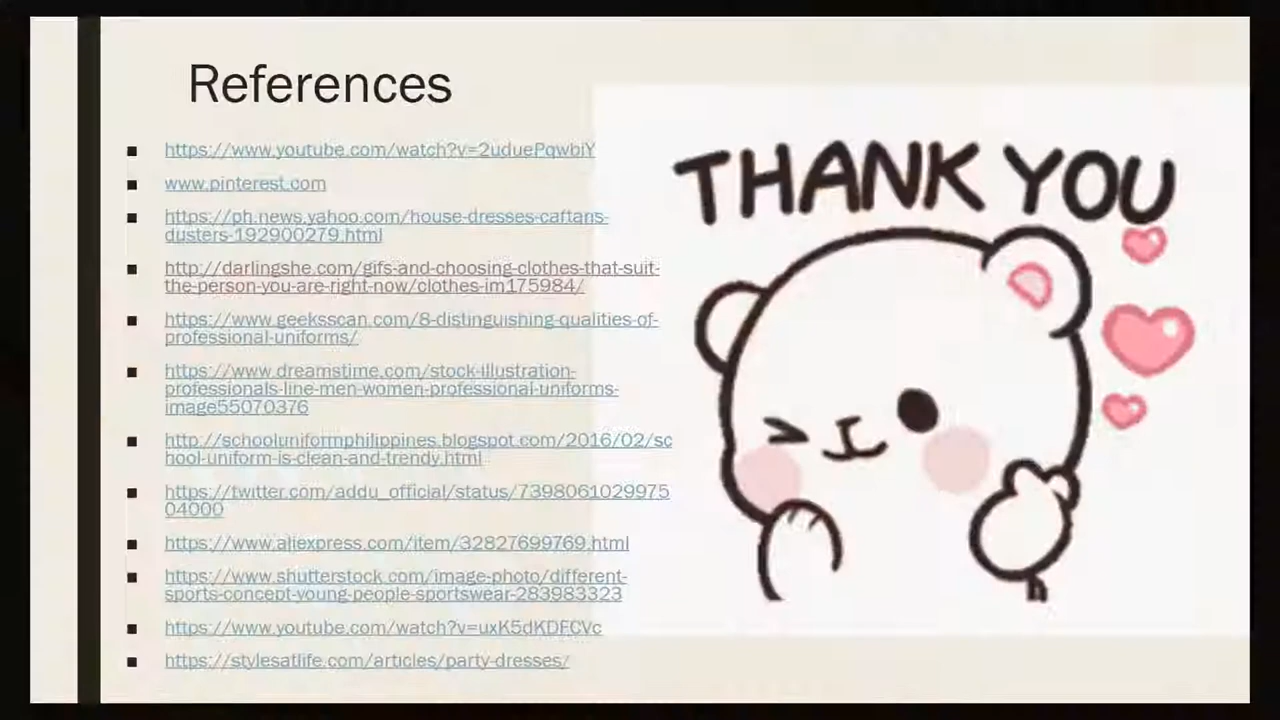 References
https://www.youtube.com/watch?v=2uduePqwbiY
www.pinterest.com
https://ph.news.yahoo.com/house-dresses-caftans-
dusters-192900279.html
http://darlingshe.com/gifs-and-choosing-clothes-that-suit-
the-person-you-are-right-now/clothes-im175984/
https://www.geeksscan.com/8-distinguishing-qualities-of-
professional-uniforms/
https://www.dreamstime.com/stock-illustration-
professionals-line-men-women-professional-uniforms-
image55070376
http://schooluniformphilippines.blogspot.com/2016/02/sc
hool-uniform-is-clean-and-trendy.html
https://twitter.com/addu_official/status/7398061029975
04000
https://www.aliexpress.com/item/32827699769.html
https://www.shutterstock.com/image-photo/different-
sports-concept-young-people-sportswear-283983323
https://www.youtube.com/watch?v=uxK5dKDFCVc
https://stylesatlife.com/articles/party-dresses/
THANK YOU